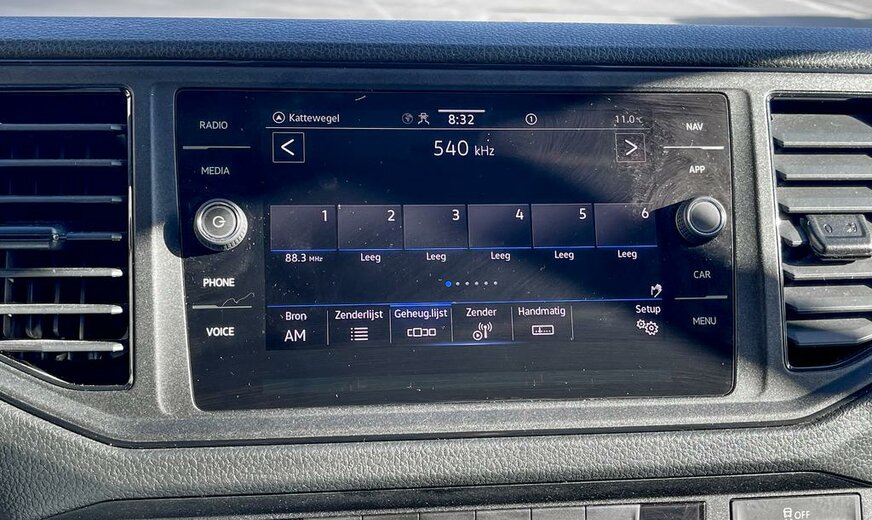 RADIO
MEDIA
PHONE
VOICE
Kattewegel
8:32
1
11.0°C
540 kHz
1 2 3 4 5 6
88.3 MHz Leeg Leeg Leeg Leeg Leeg
Bron Zenderlijst Geheug.lijst Zender Handmatig Setup
AM
NAV
APP
CAR
MENU
OFF